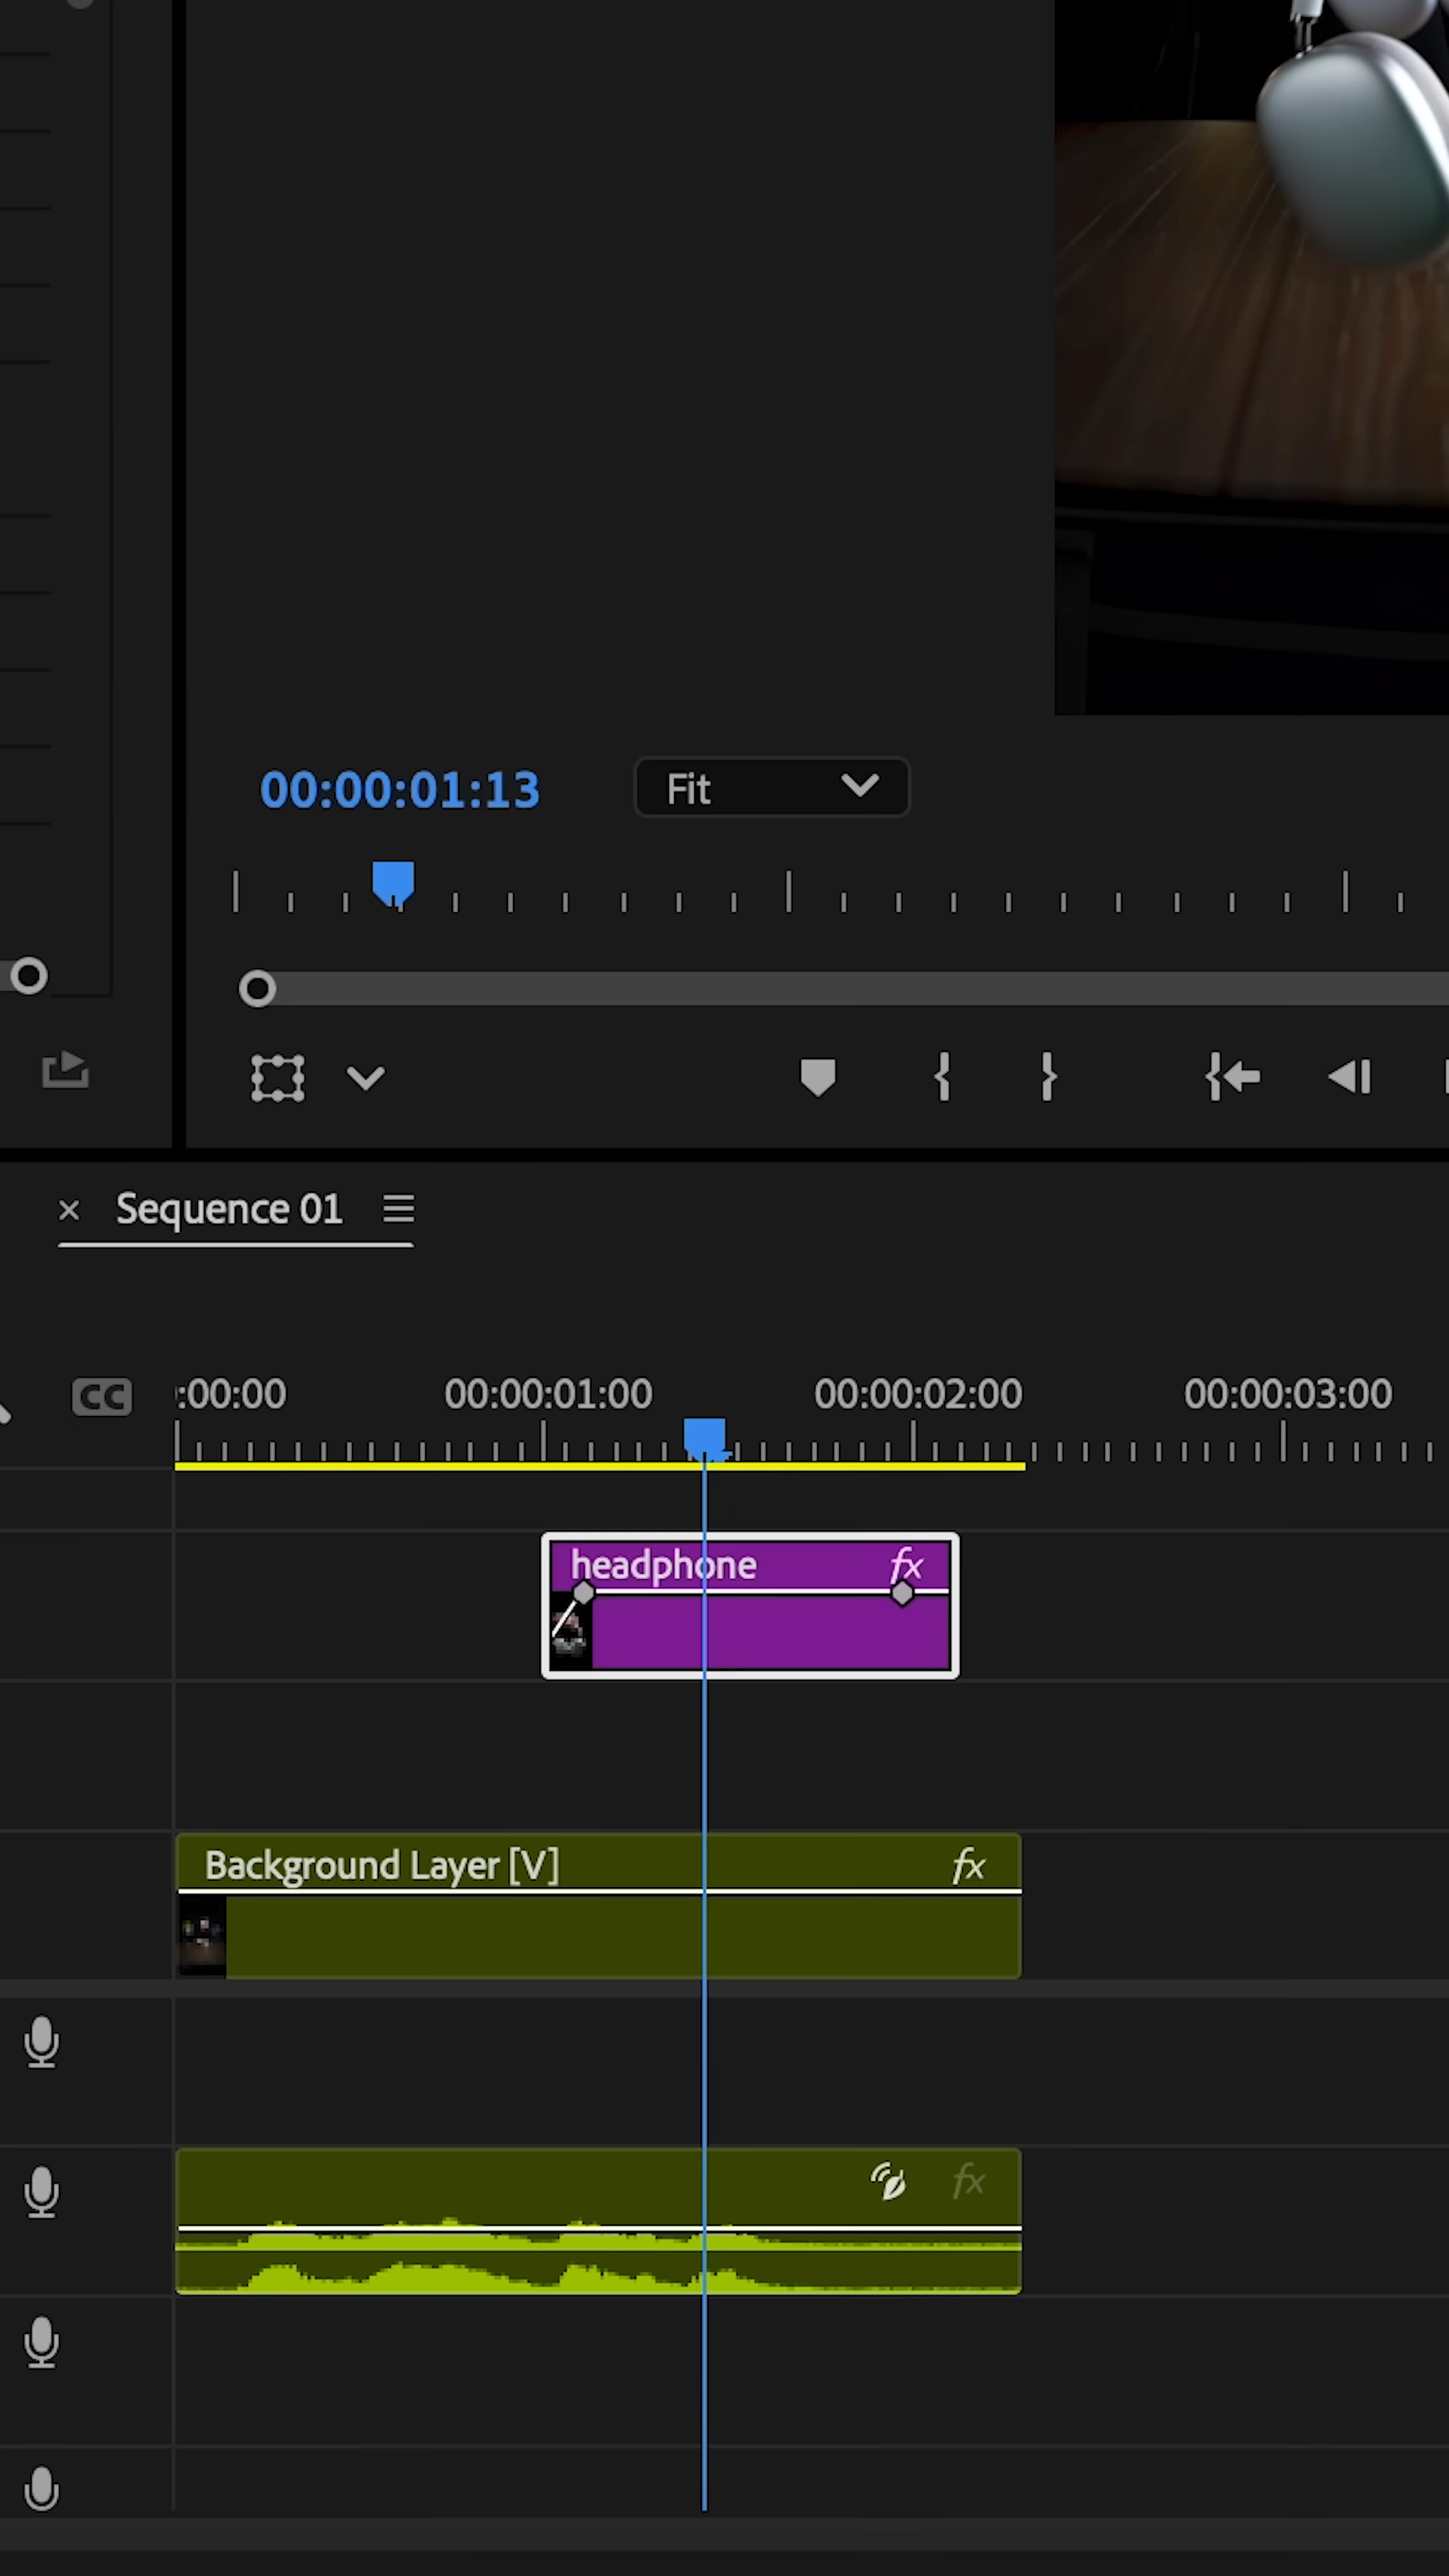 00:00:01:13 Fit
Sequence 01
CC :00:00 00:00:01:00 00:00:02:00 00:00:03:00
headphone fx
Background Layer [V] fx
fx